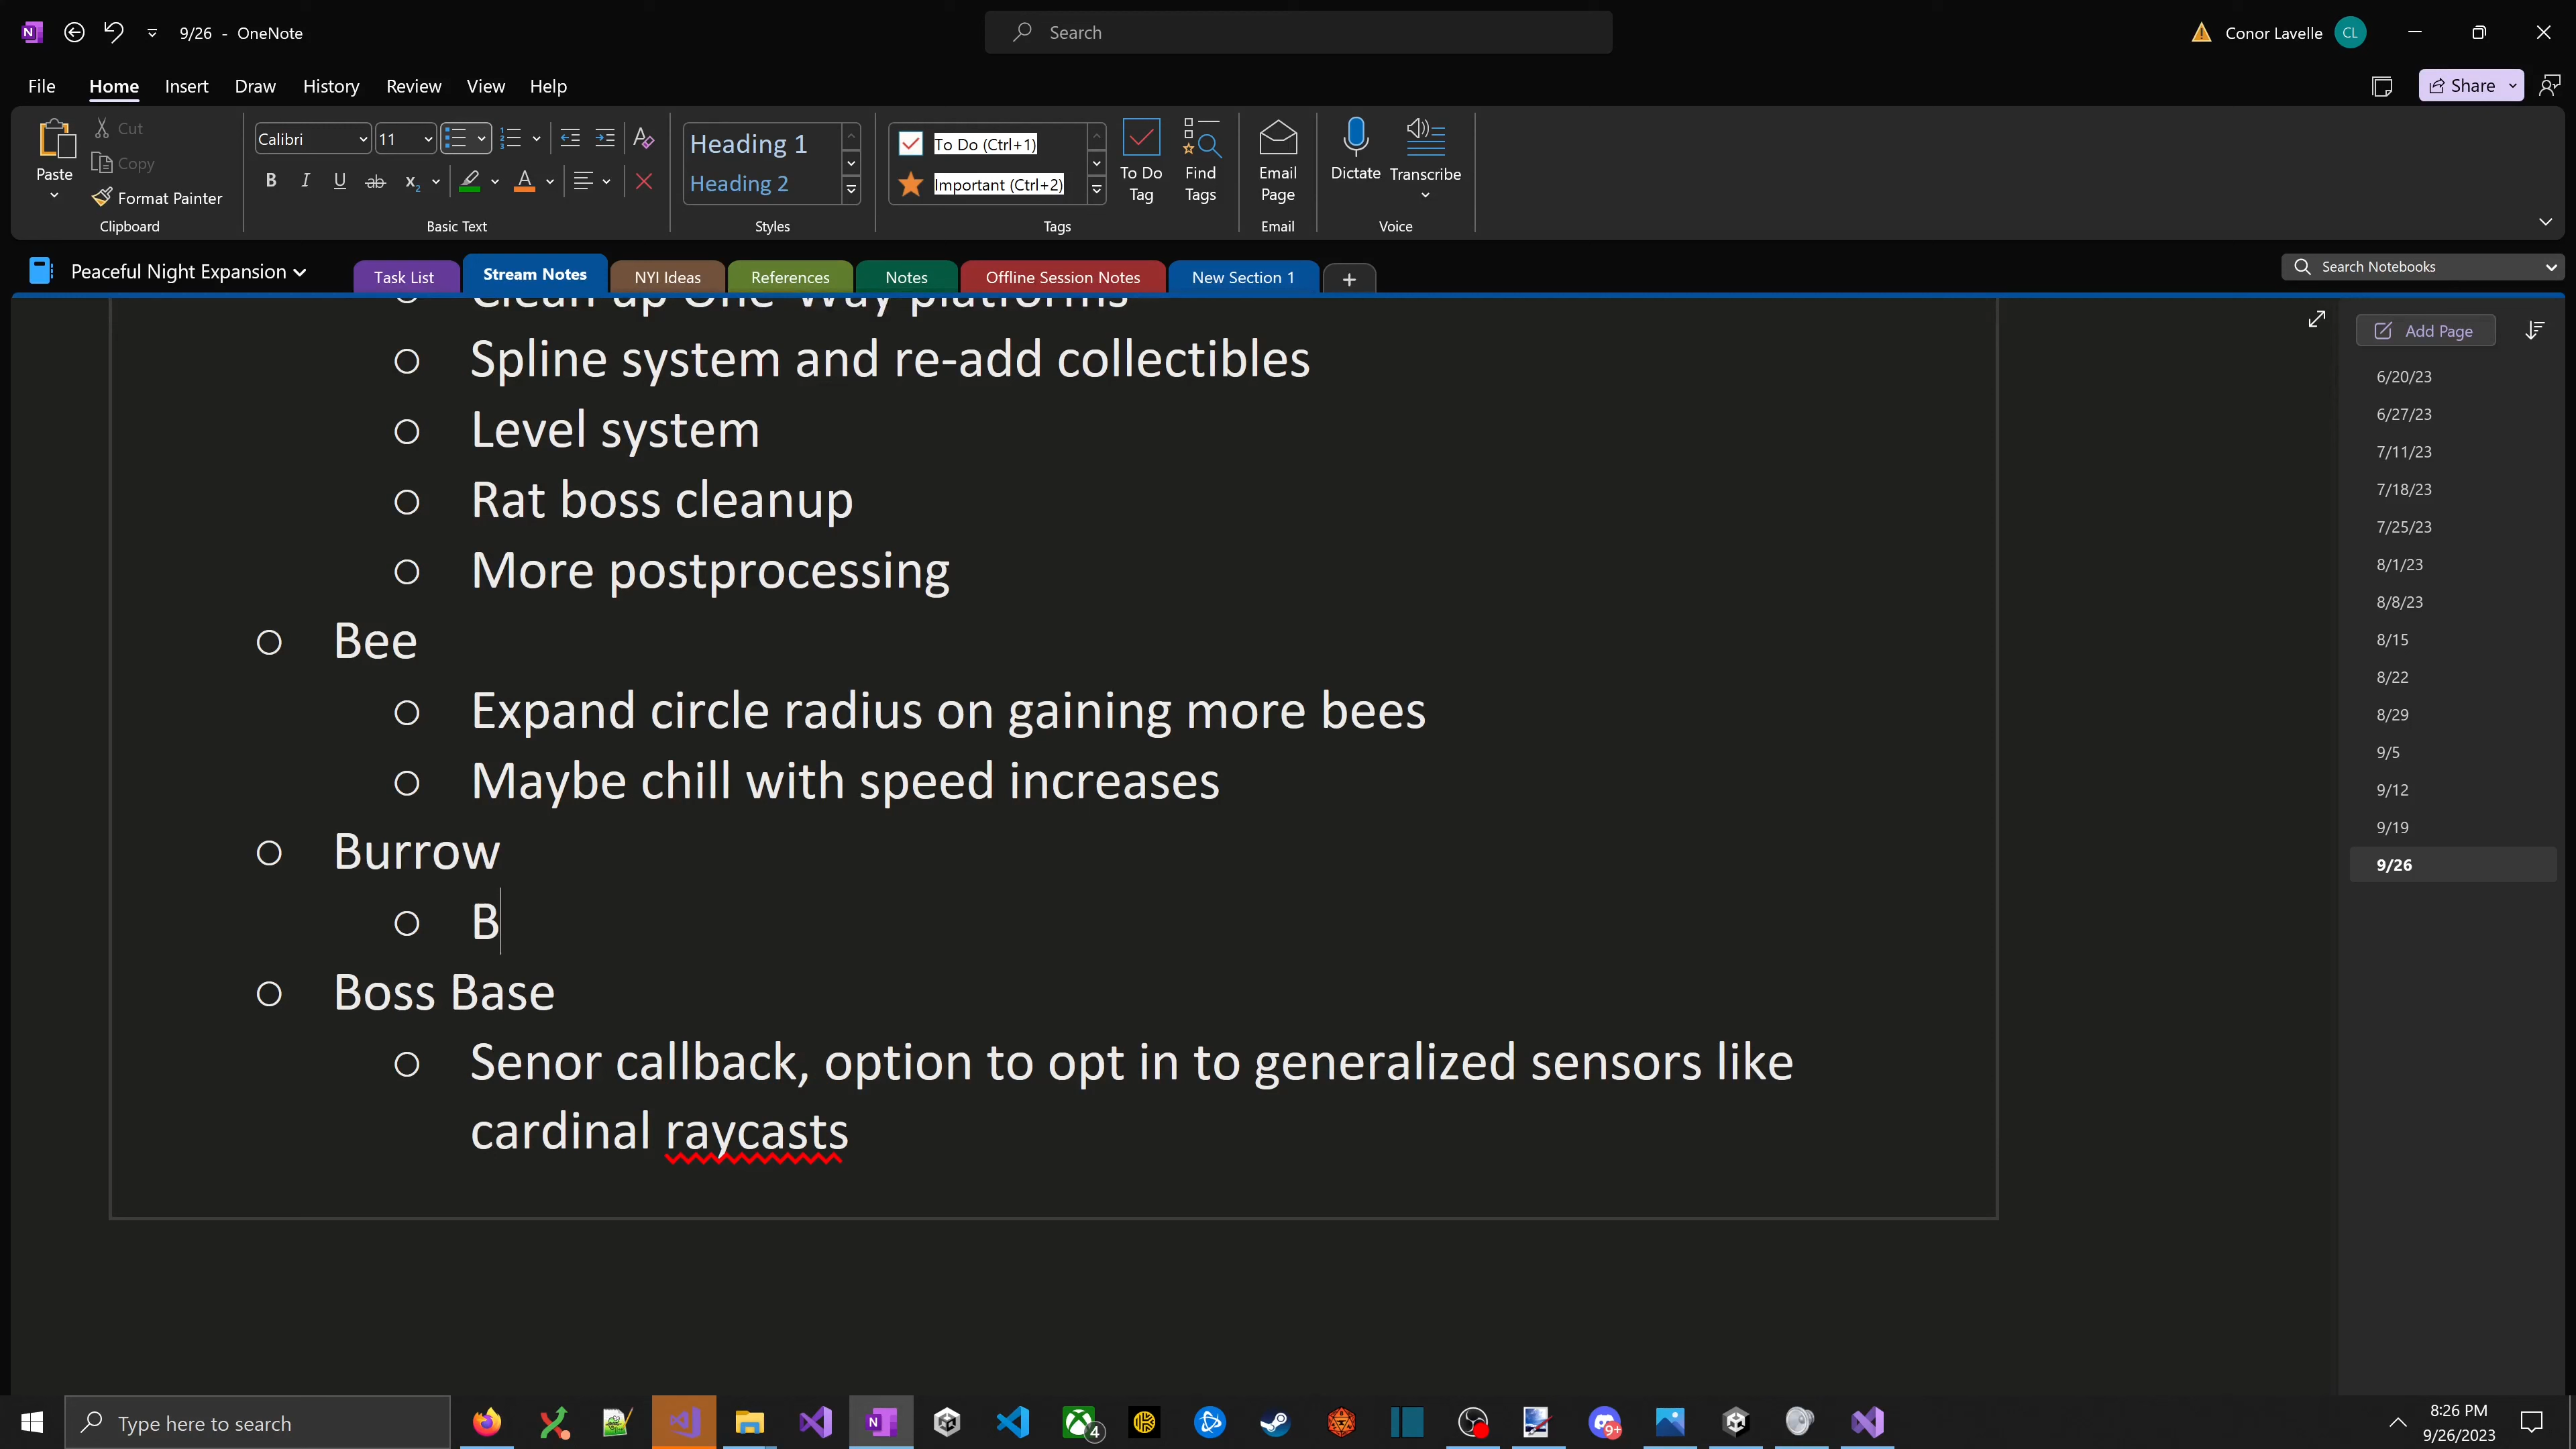 9/26 - OneNote
Search
Conor Lavelle
CL
File Home Insert Draw History Review View Help
Share
Paste
Cut
Copy
Format Painter
Clipboard
Calibri
11
Basic Text
Heading 1
Heading 2
Styles
To Do (Ctrl+1)
Important (Ctrl+2)
Tags
To Do
Tag
Find
Tags
Email
Page
Email
Dictate
Transcribe
Voice
Peaceful Night Expansion
Task List
Stream Notes
NYI Ideas
References
Notes
Offline Session Notes
New Section 1
Search Notebooks
Clean up One-Way platforms
Spline system and re-add collectibles
Level system
Rat boss cleanup
More postprocessing
Bee
Expand circle radius on gaining more bees
Maybe chill with speed increases
Burrow
B
Boss Base
Senor callback, option to opt in to generalized sensors like
cardinal raycasts
Add Page
6/20/23
6/27/23
7/11/23
7/18/23
7/25/23
8/1/23
8/8/23
8/15
8/22
8/29
9/5
9/12
9/19
9/26
Type here to search
4
9+
8:26 PM
9/26/2023